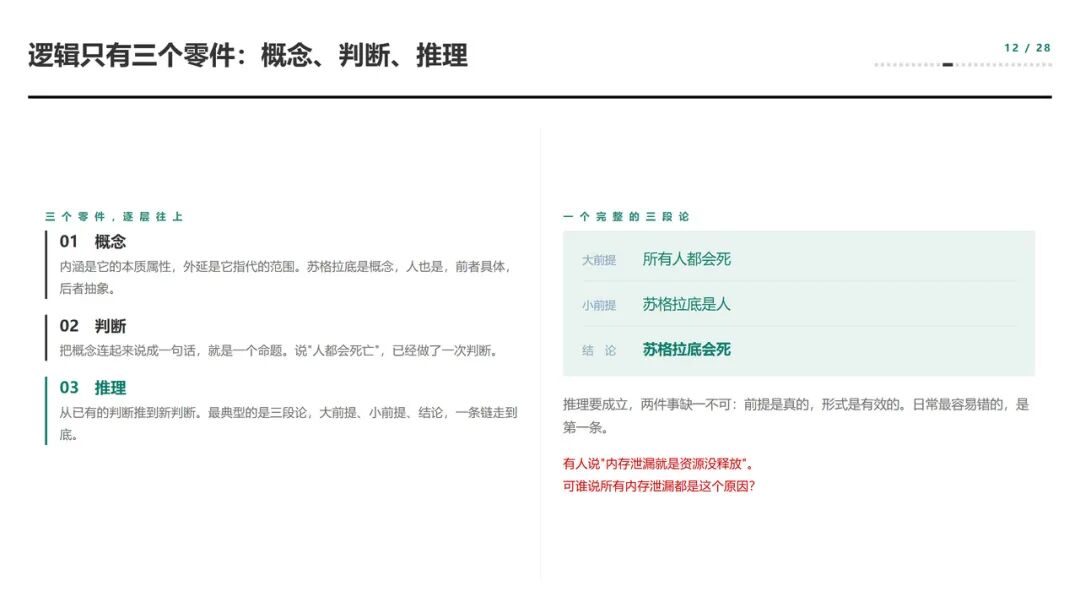 逻辑只有三个零件：概念、判断、推理
12 / 28
三个零件，逐层往上
01 概念
内涵是它的本质属性，外延是它指代的范围。苏格拉底是概念，人也是，前者具体，
后者抽象。
02 判断
把概念连起来说成一句话，就是一个命题。说"人都会死亡"，已经做了一次判断。
03 推理
从已有的判断推到新判断。最典型的是三段论，大前提、小前提、结论，一条链走到
底。
一个完整的三段论
大前提 所有人都会死
小前提 苏格拉底是人
结 论 苏格拉底会死
推理要成立，两件事缺一不可：前提是真的，形式是有效的。日常最容易错的，是
第一条。
有人说"内存泄漏就是资源没释放"。
可谁说所有内存泄漏都是这个原因?